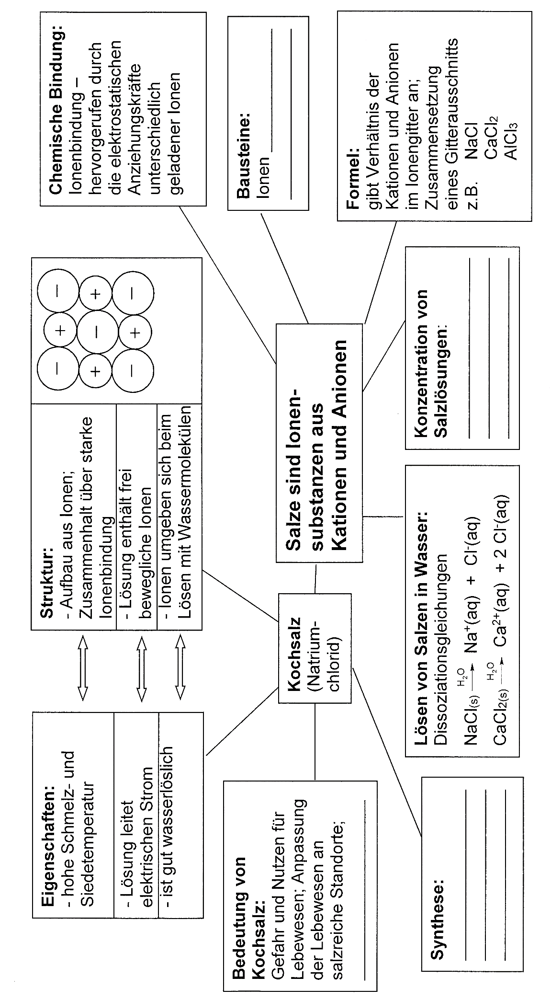 Eigenschaften:
- hohe Schmelz- und
Siedetemperatur
- Lösung leitet
elektrischen Strom
- ist gut wasserlöslich
Struktur:
- Aufbau aus Ionen;
Zusammenhalt über starke
Ionenbindung
- Lösung enthält frei
bewegliche Ionen
- Ionen umgeben sich beim
Lösen mit Wassermolekülen
− + −
+ − +
− + −
Chemische Bindung:
Ionenbindung –
hervorgerufen durch
die elektrostatischen
Anziehungskräfte
unterschiedlich
geladener Ionen
Bedeutung von
Kochsalz:
Gefahr und Nutzen für
Lebewesen; Anpassung
der Lebewesen an
salzreiche Standorte;
Kochsalz
(Natrium-
chlorid)
Salze sind Ionen-
substanzen aus
Kationen und Anionen
Bausteine:
Ionen
Formel:
gibt Verhältnis der
Kationen und Anionen
im Ionengitter an;
Zusammensetzung
eines Gitterausschnitts
z.B. NaCl
CaCl₂
AlCl₃
Synthese:
Lösen von Salzen in Wasser:
Dissoziationsgleichungen
H₂O
NaCl(s) → Na⁺(aq) + Cl⁻(aq)
H₂O
CaCl₂(s) → Ca²⁺(aq) + 2 Cl⁻(aq)
Konzentration von
Salzlösungen: